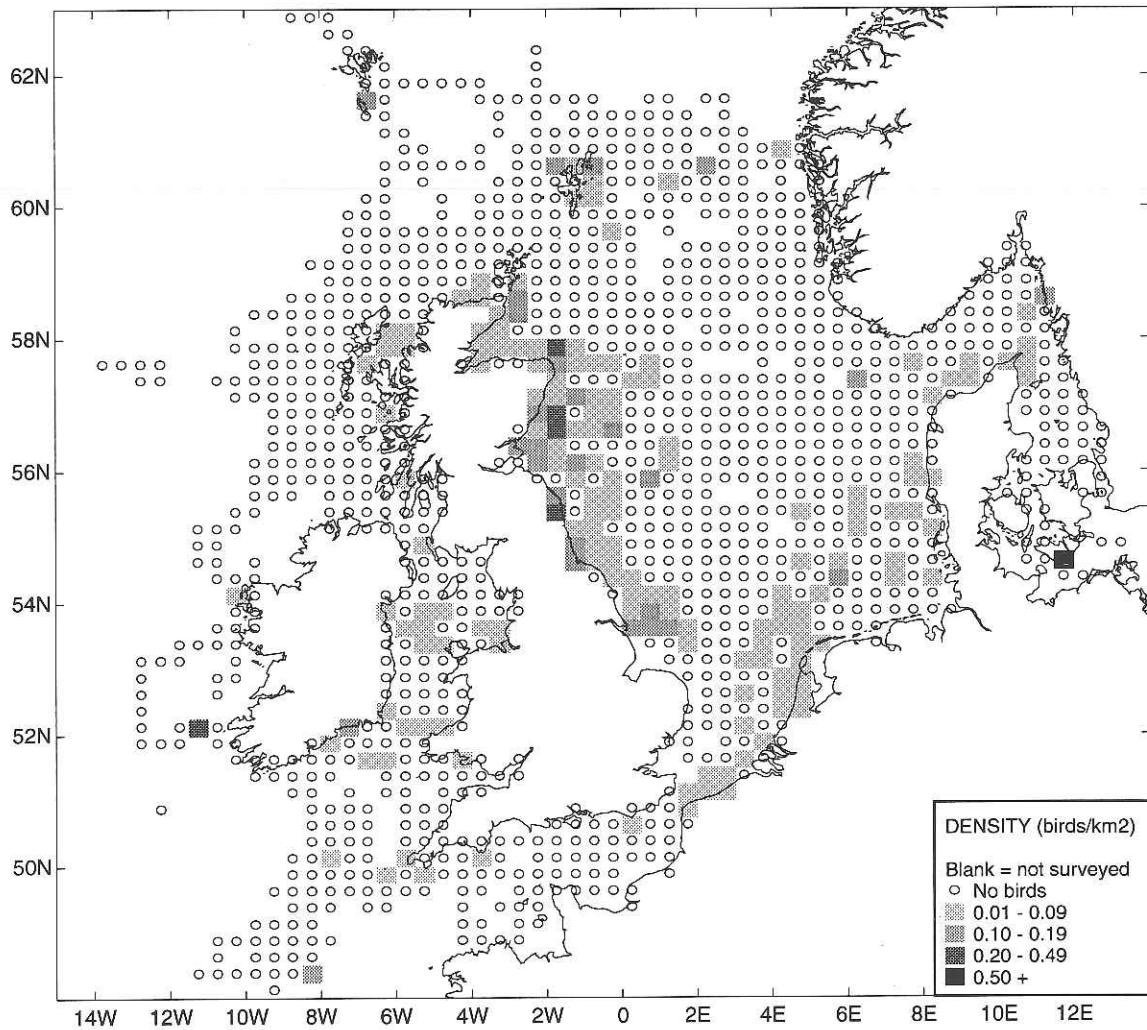 62N
60N
58N
56N
54N
52N
50N
14W 12W 10W 8W 6W 4W 2W 0 2E 4E 6E 8E 10E 12E
DENSITY (birds/km2)
Blank = not surveyed
No birds
0.01 - 0.09
0.10 - 0.19
0.20 - 0.49
0.50 +